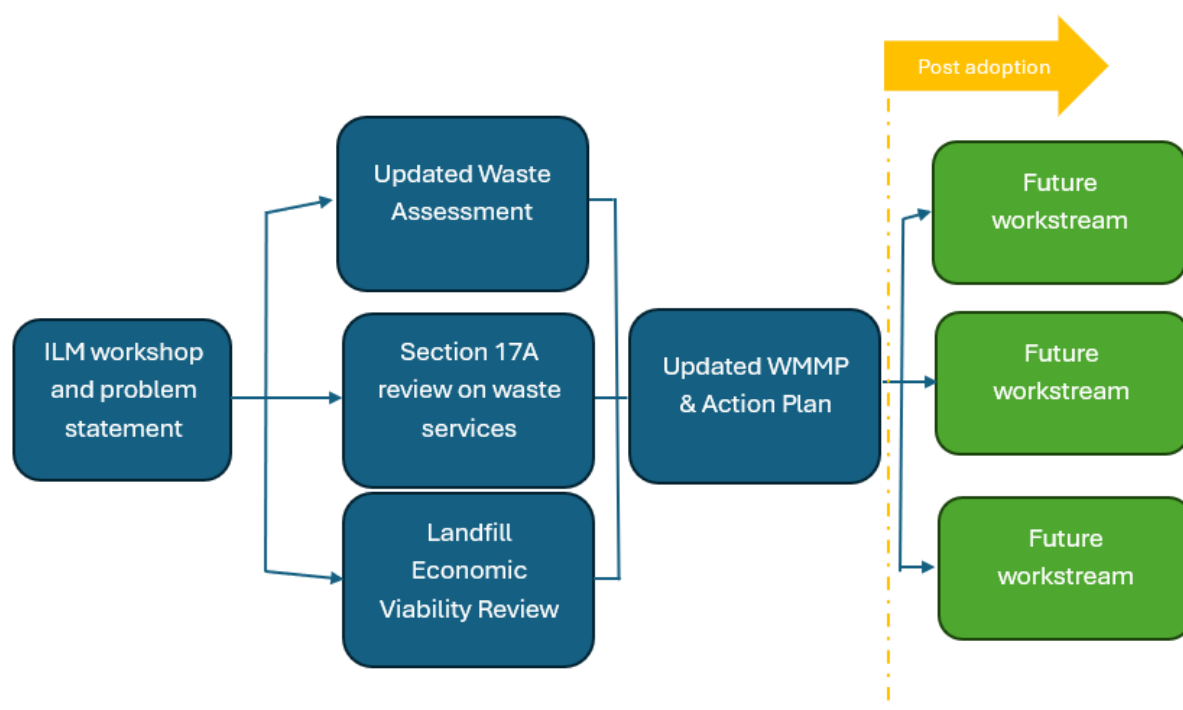 Post adoption
Updated Waste
Assessment
ILM workshop
and problem
statement
Section 17A
review on waste
services
Landfill
Economic
Viability Review
Updated WMMP
& Action Plan
Future
workstream
Future
workstream
Future
workstream